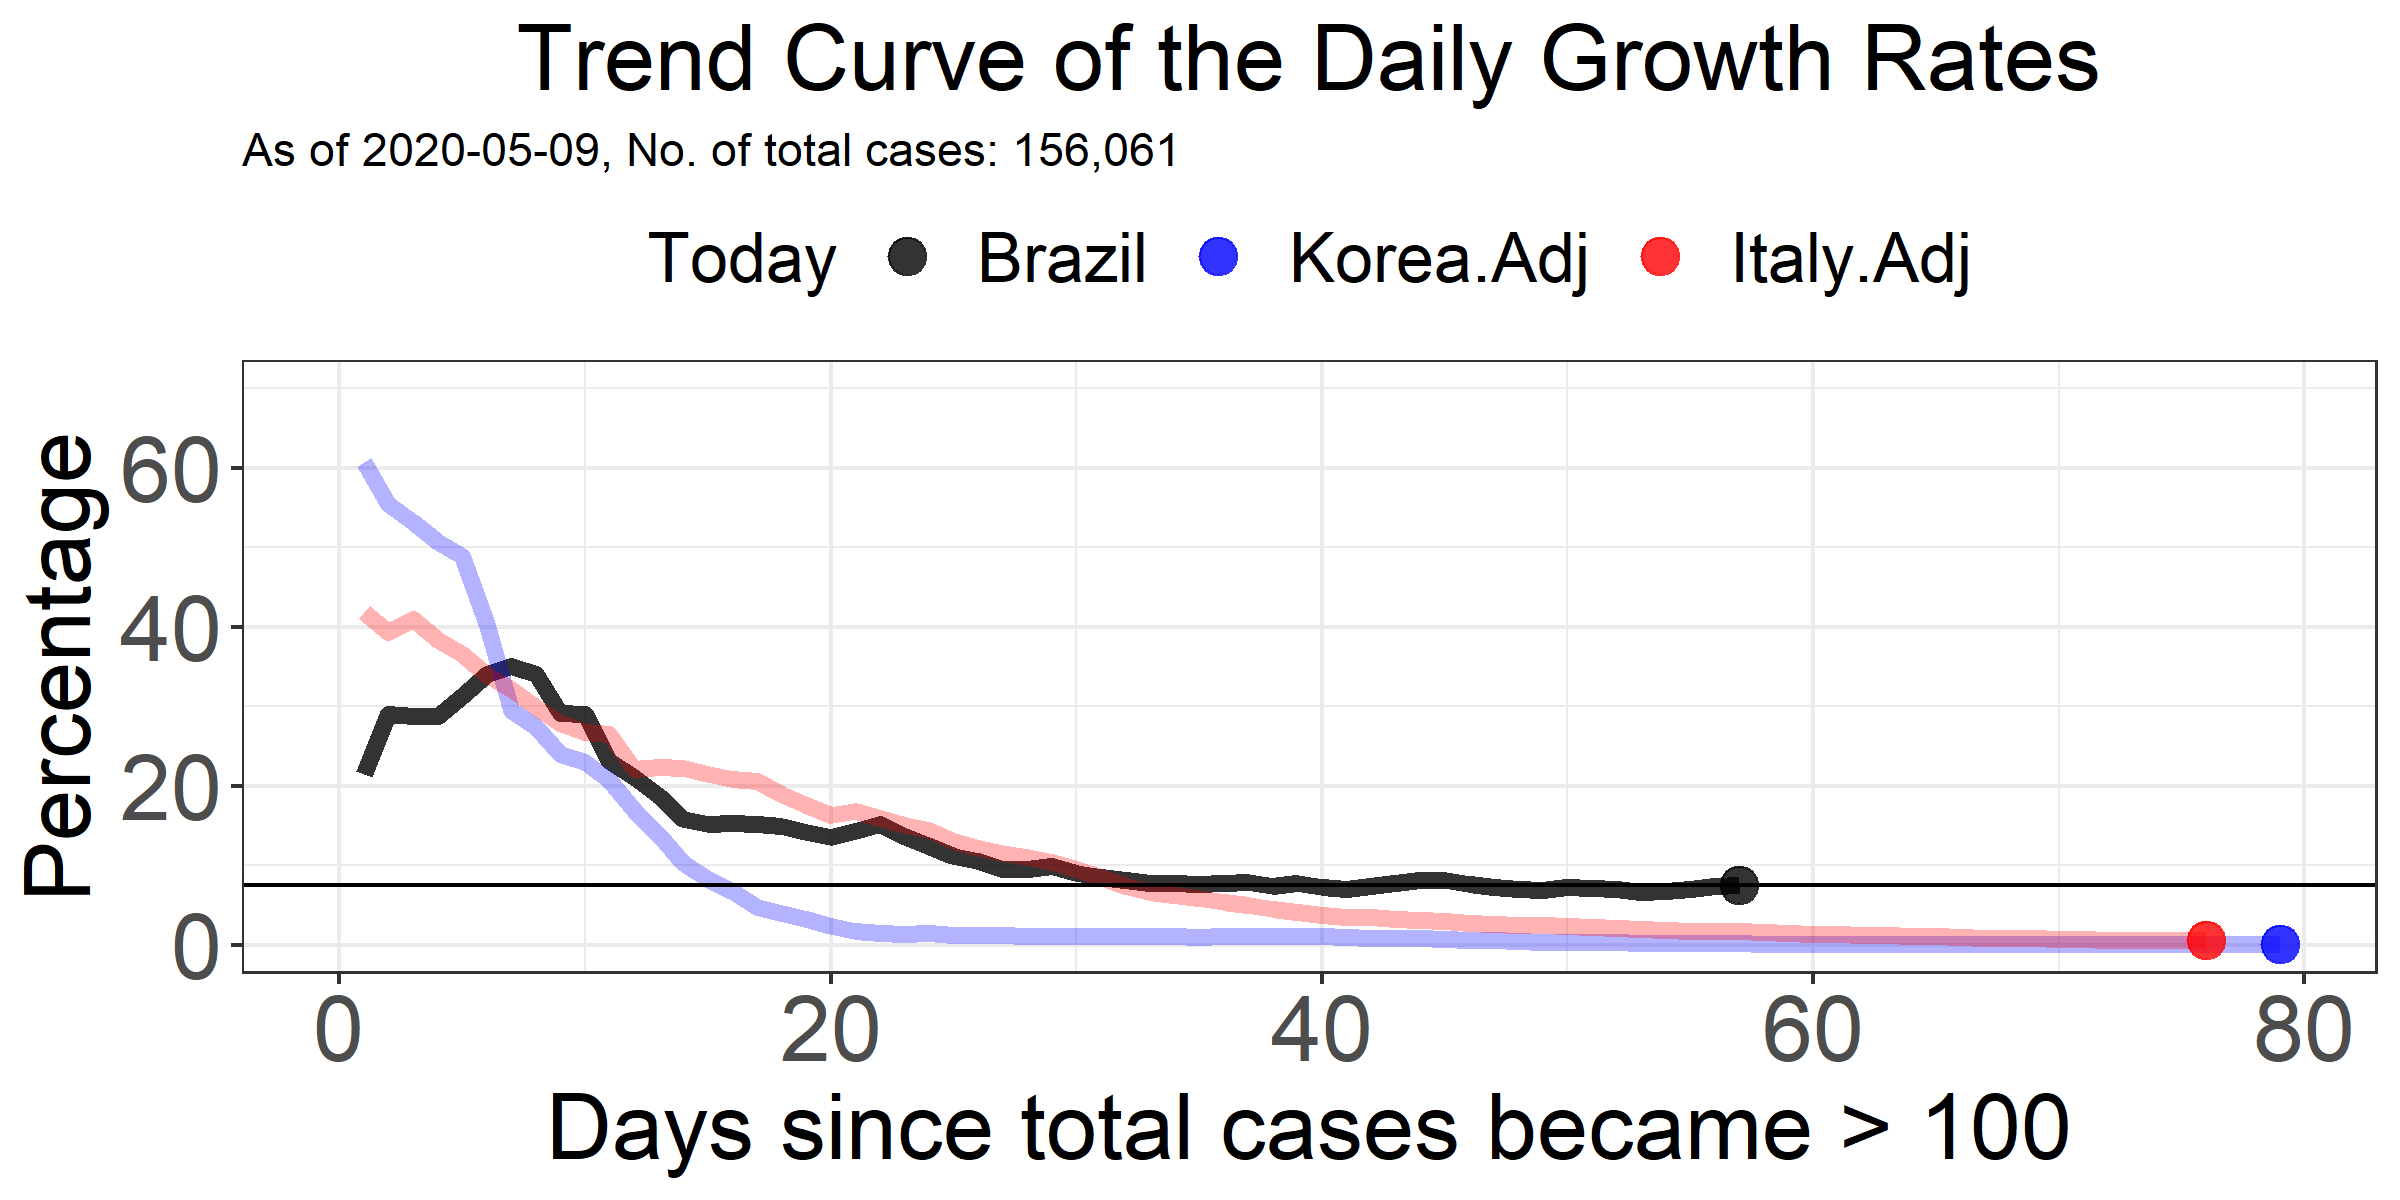 Trend Curve of the Daily Growth Rates
As of 2020-05-09, No. of total cases: 156,061
Today Brazil Korea.Adj Italy.Adj
Percentage
60
40
20
0
0 20 40 60 80
Days since total cases became > 100